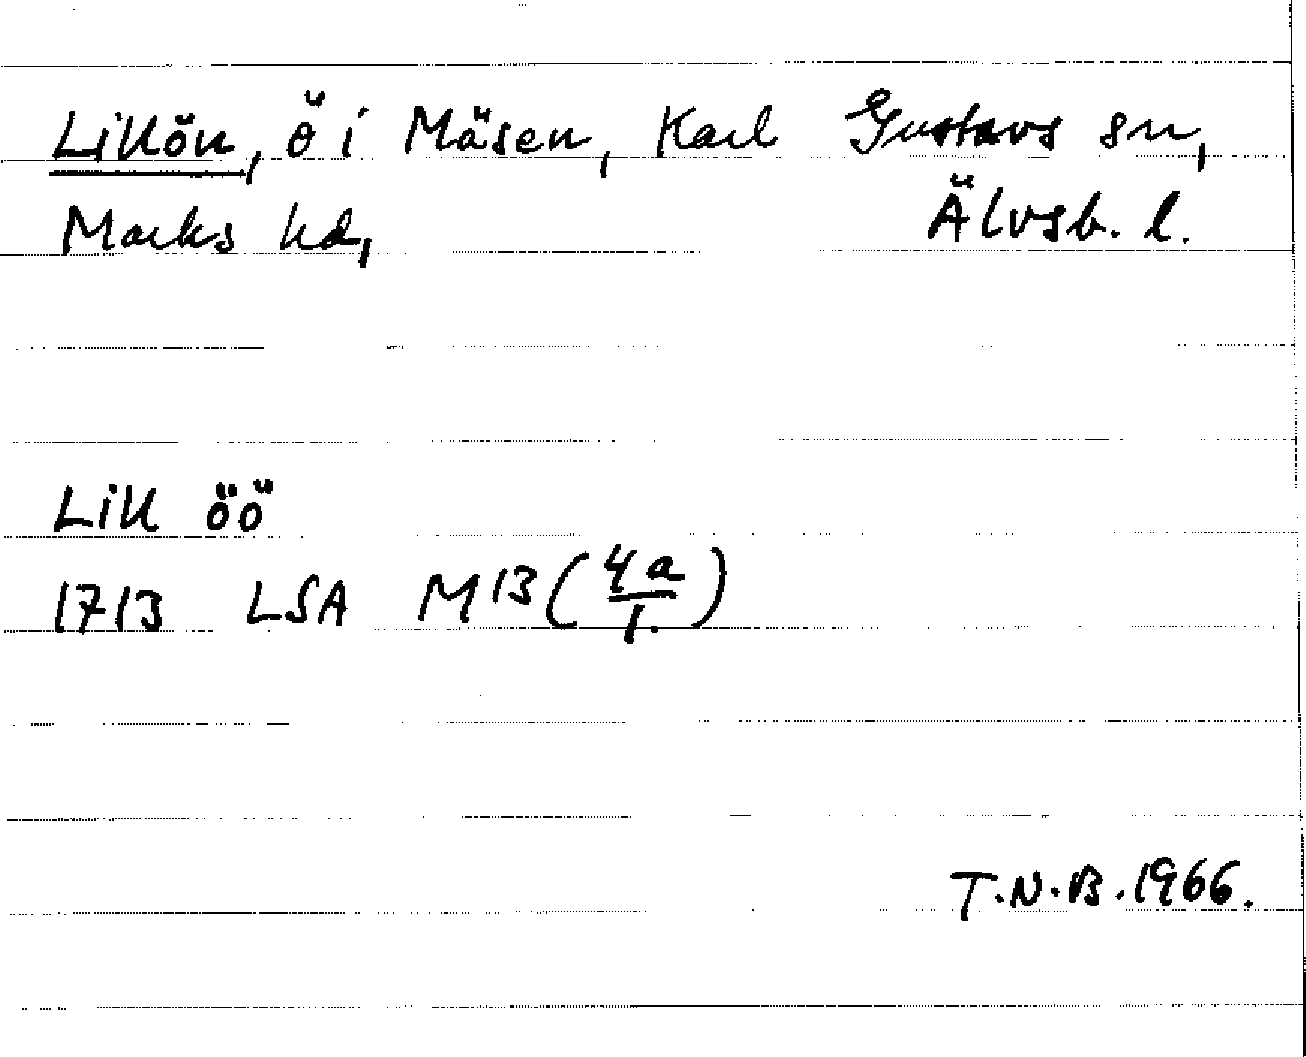 Lillön, ö i Mäsen, Karl Gustavs sn,
Marks hd, Älvsb. l.
Lill öö
1713 LSA M13 (4a/1.)
T.N.B. 1966.